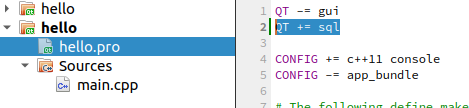 hello
hello
hello.pro
Sources
main.cpp
1 QT -= gui
2 QT += sql
3
4 CONFIG += c++11 console
5 CONFIG -= app_bundle
6
7 # The following define make